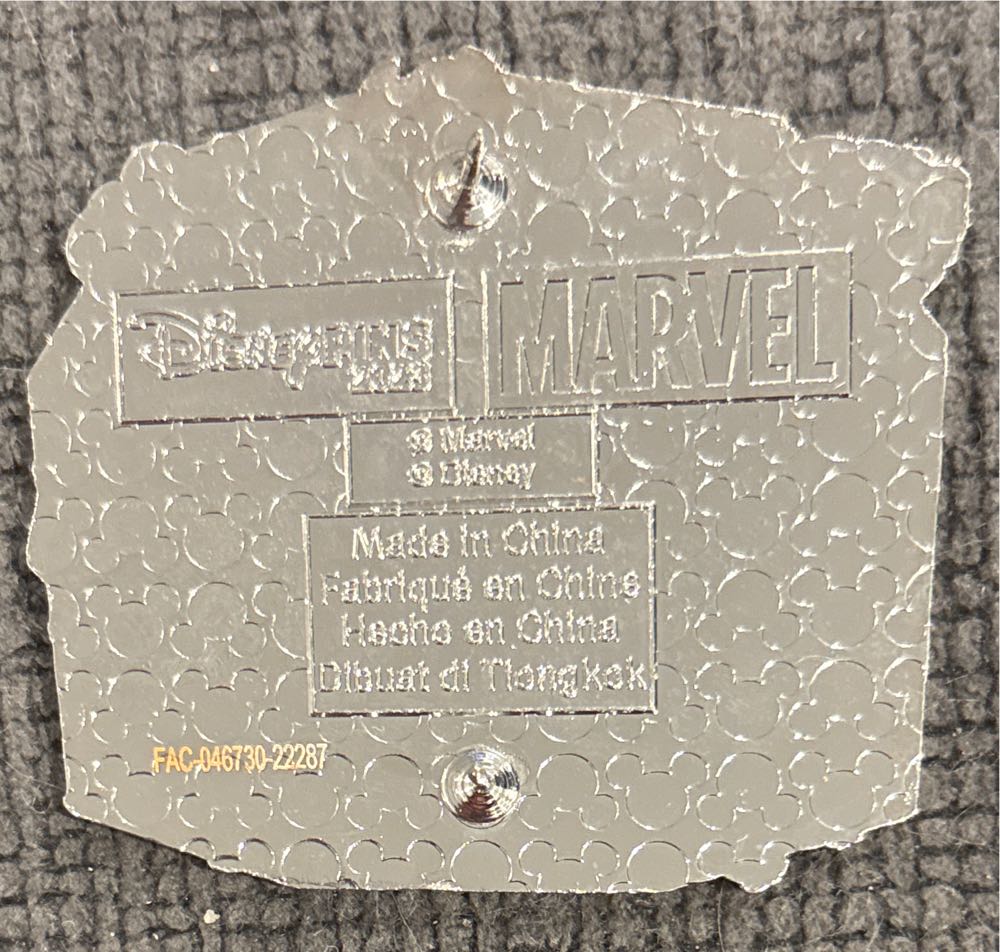 Disney PINS
2023
MARVEL
© Marvel
© Disney
Made in China
Fabriqué en Chine
Hecho en China
Dibuat di Tiongkok
FAC-046730-22287